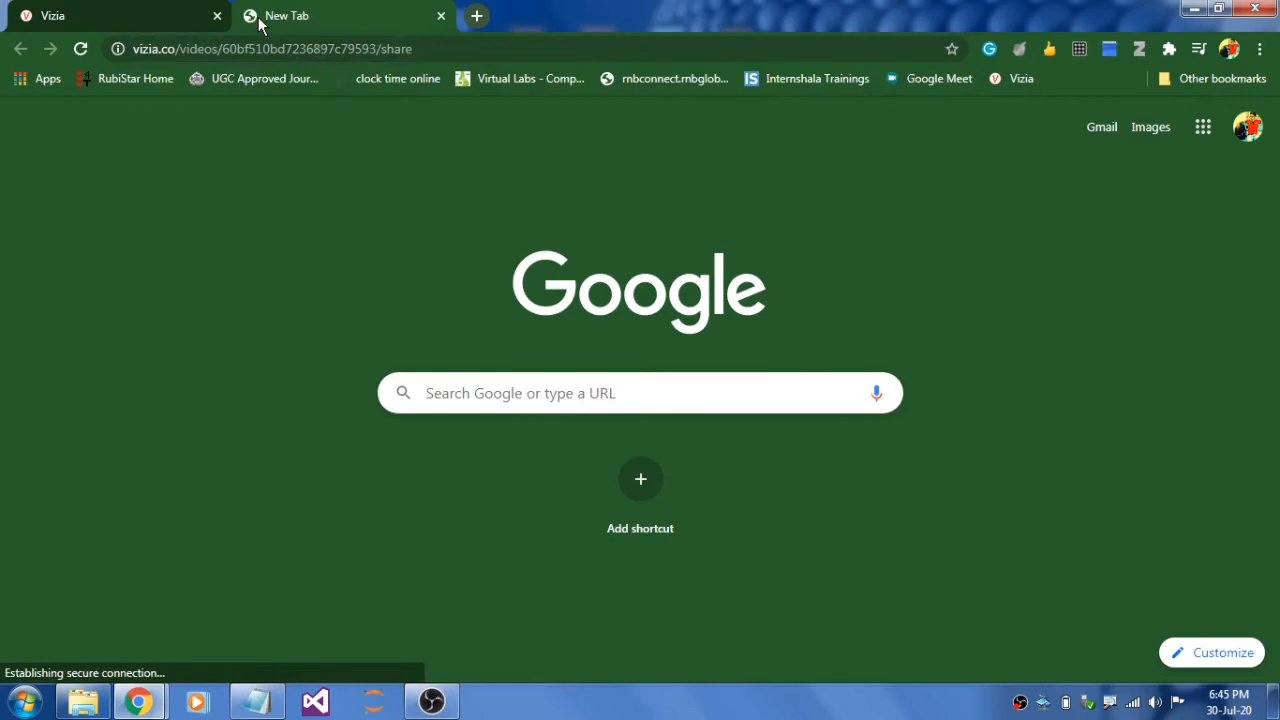 Vizia
New Tab
vizia.co/videos/60bf510bd7236897c79593/share
Apps RubiStar Home UGC Approved Jour... clock time online Virtual Labs - Comp... rnbconnect.rnbglob... Internshala Trainings Google Meet Vizia Other bookmarks
Gmail Images
Google
Search Google or type a URL
Add shortcut
Customize
Establishing secure connection...
6:45 PM
30-Jul-20